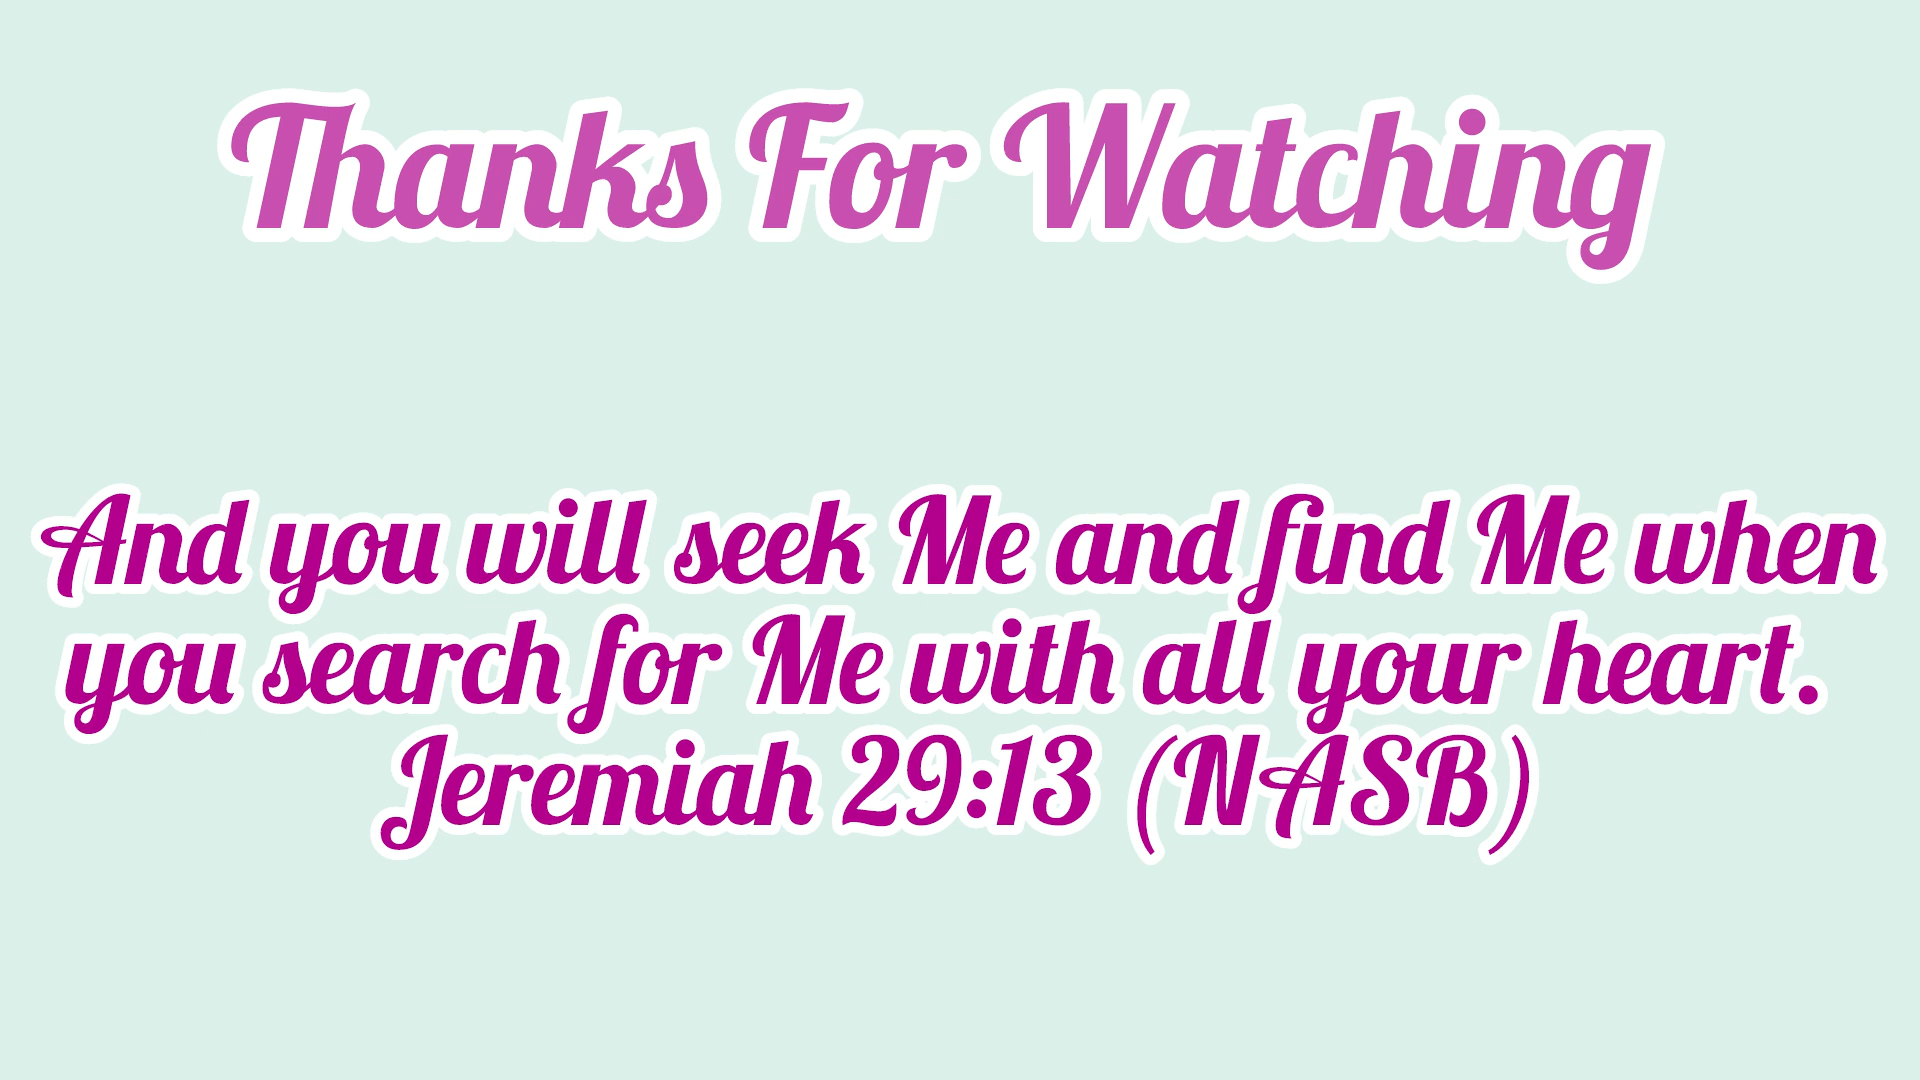 Thanks For Watching
And you will seek Me and find Me when
you search for Me with all your heart.
Jeremiah 29:13 (NASB)